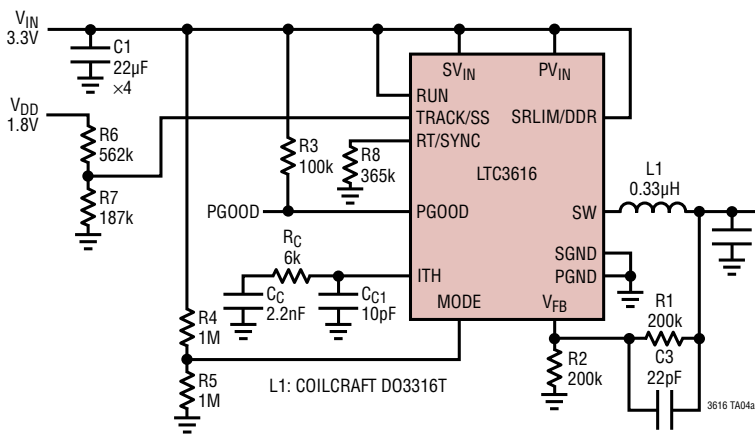 VIN
3.3V
C1
22µF
×4
VDD
1.8V
R6
562k
R7
187k
R3
100k
R8
365k
PGOOD
RC
6k
CC
2.2nF
CC1
10pF
R4
1M
R5
1M
L1: COILCRAFT DO3316T
SVIN
PVIN
RUN
TRACK/SS
SRLIM/DDR
RT/SYNC
LTC3616
PGOOD
SW
SGND
ITH
PGND
MODE
VFB
L1
0.33µH
R1
200k
R2
200k
C3
22pF
3616 TA04a